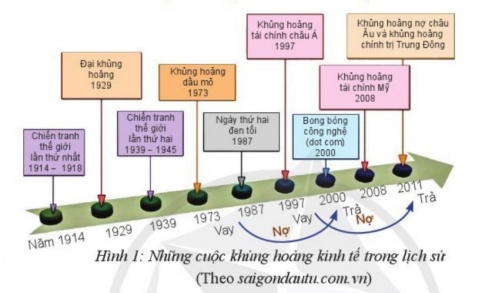 Khủng hoảng
tài chính châu Á
1997
Khủng hoảng nợ châu
Âu và khủng hoảng
chính trị Trung Đông
Đại khủng
hoảng
1929
Khủng hoảng
dầu mỏ
1973
Khủng hoảng
tài chính Mỹ
2008
Chiến tranh
thế giới
lần thứ nhất
1914 – 1918
Chiến tranh
thế giới
lần thứ hai
1939 – 1945
Ngày thứ hai
đen tối
1987
Bong bóng
công nghệ
(dot com)
2000
Năm 1914
1929
1939
1973
1987
1997
2000
2008
2011
Vay
Nợ
Trả
Vay
Nợ
Trả
Hình 1: Những cuộc khủng hoảng kinh tế trong lịch sử
(Theo saigondautu.com.vn)